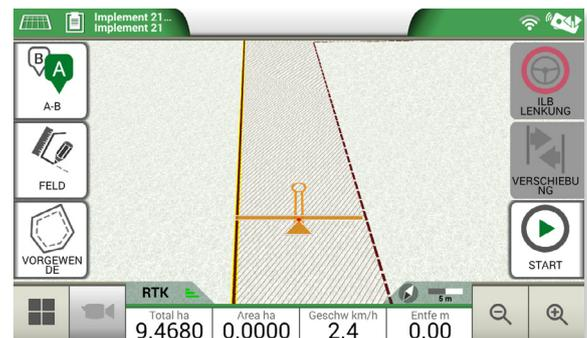 Implement 21...
Implement 21
B
A
A-B
FELD
VORGEWEN
DE
ILB
LENKUNG
VERSCHIEBU
NG
START
RTK
5 m
Total ha
9.4680
Area ha
0.0000
Geschw km/h
2.4
Entfe m
0.00